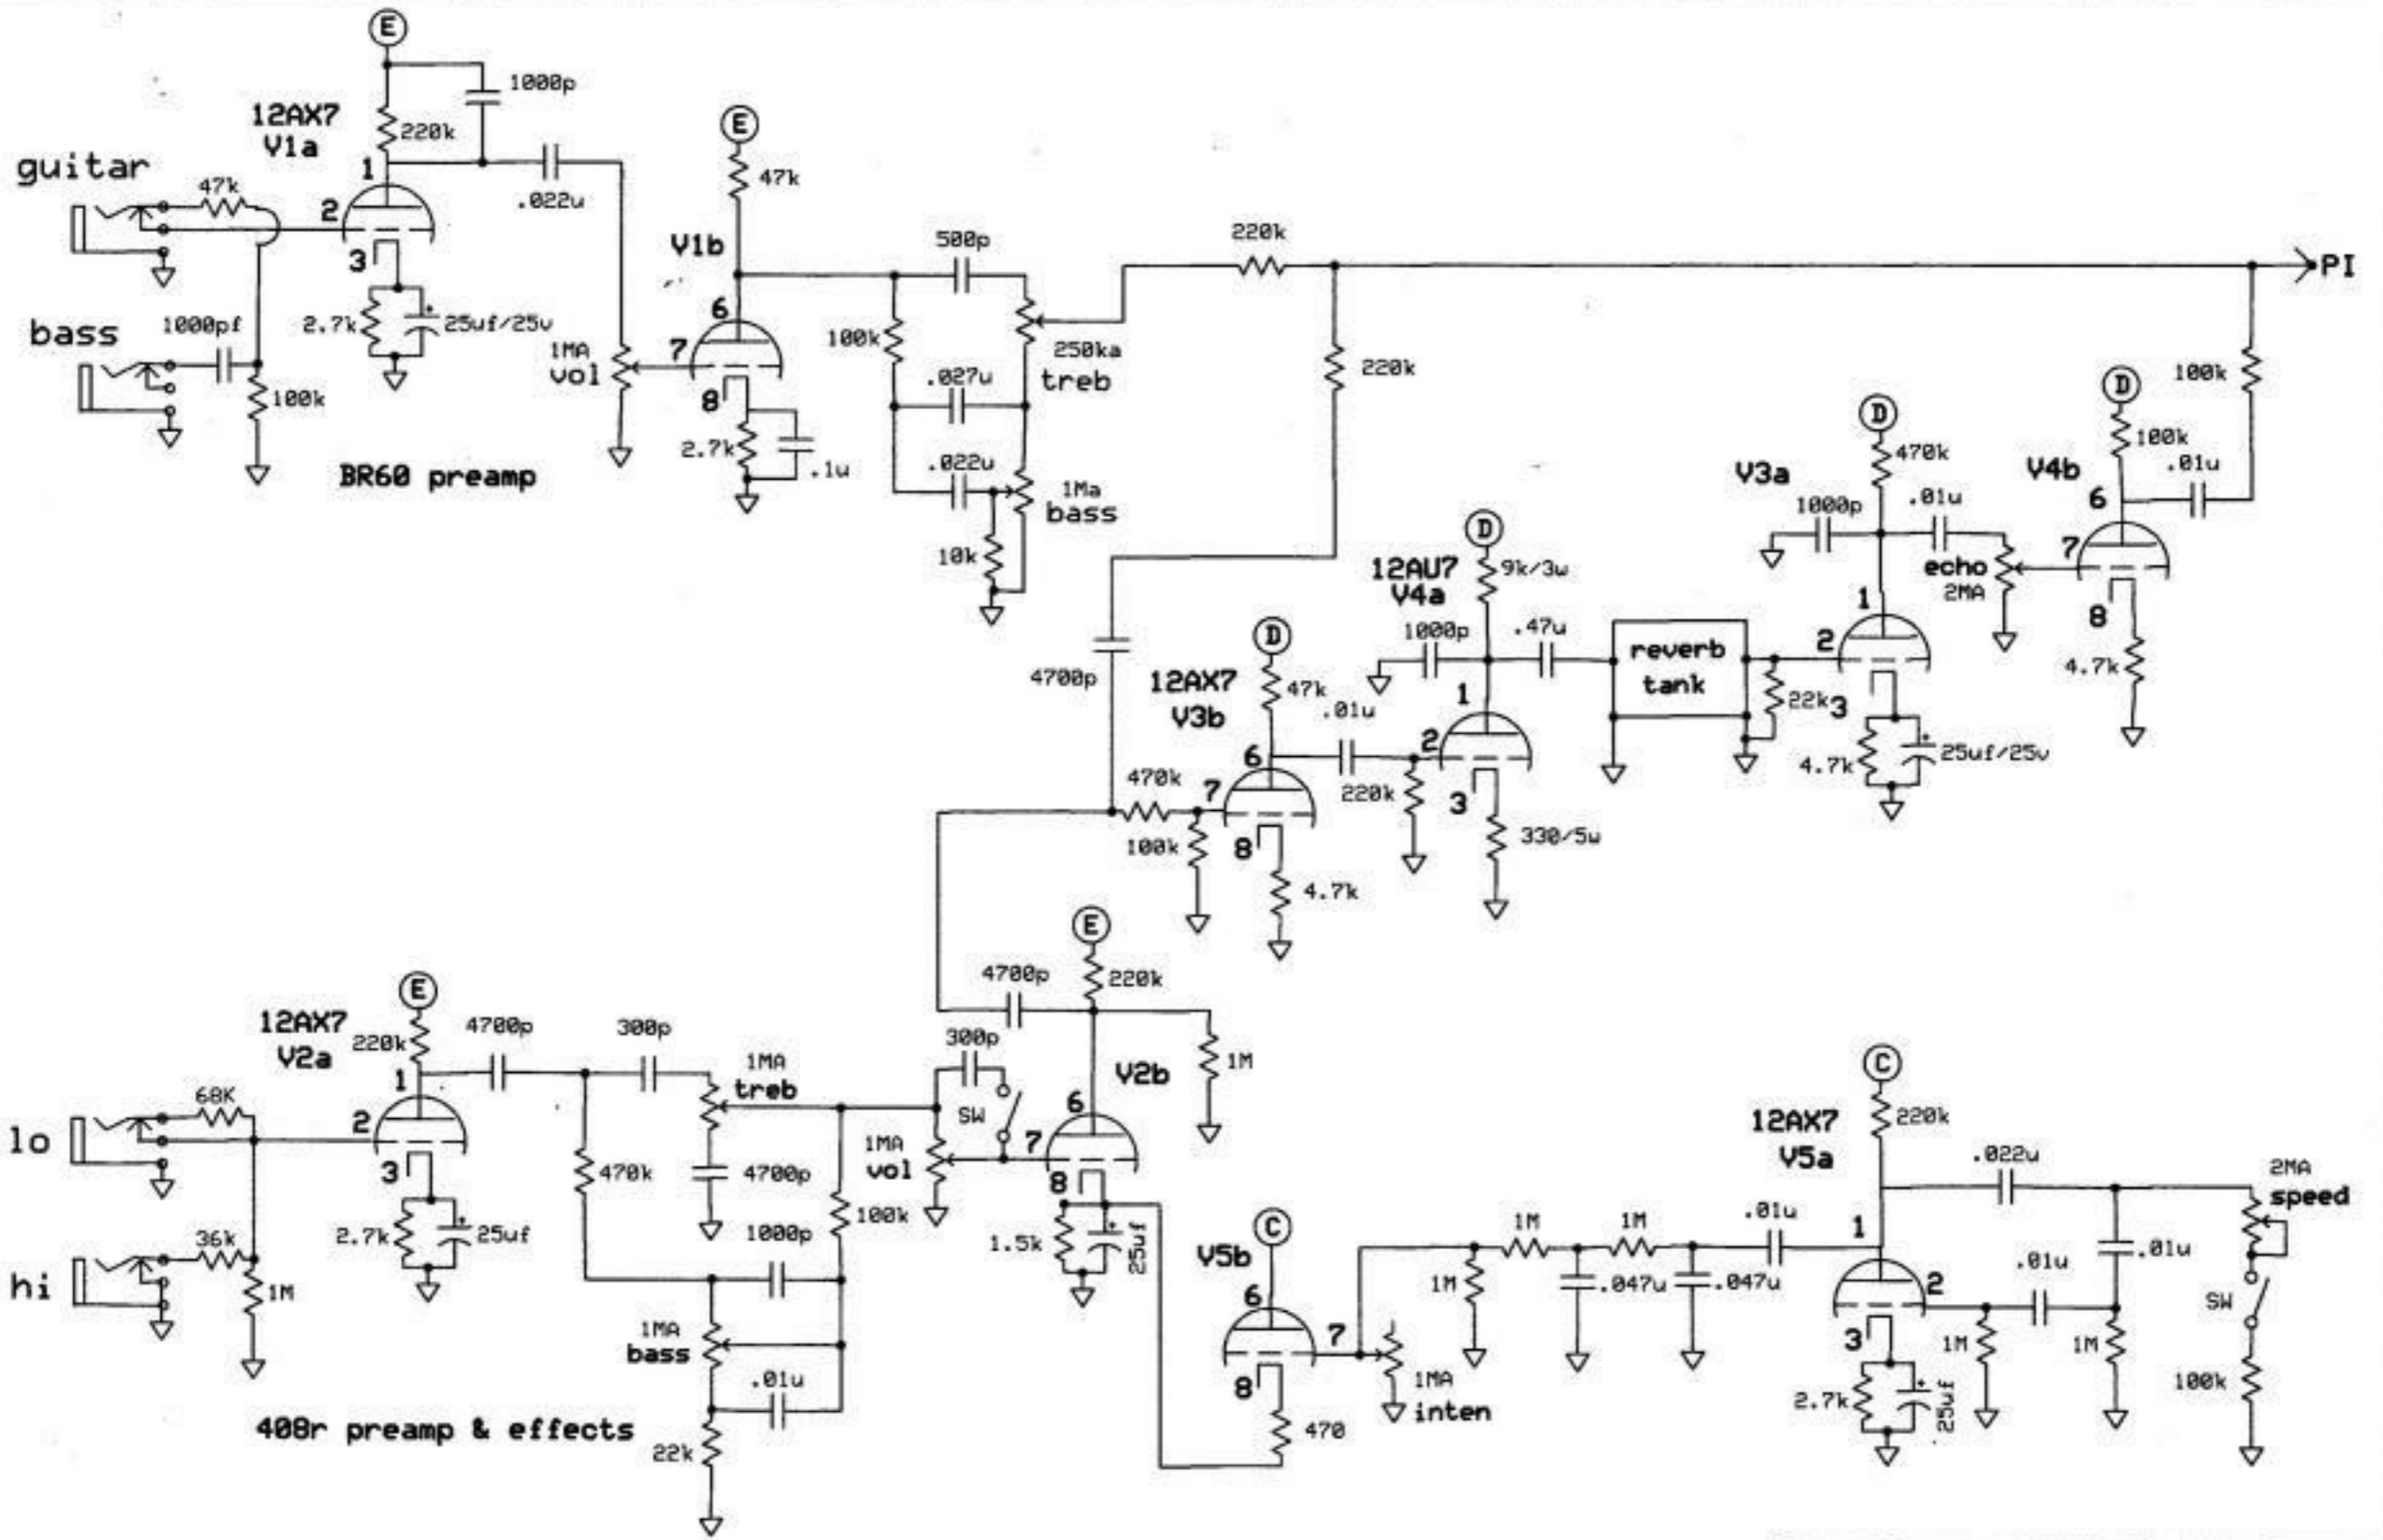 E
1000p
12AX7
V1a
220k
1
guitar
47k
2
3
.022u
2.7k
25uf/25v
bass
1000pf
100k
BR60 preamp
1MA
vol
E
47k
V1b
6
7
8
2.7k
.1u
500p
100k
250ka
treb
.027u
.022u
1Ma
bass
10k
220k
PI
220k
100k
4700p
D
100k
V4b
.01u
6
7
8
4.7k
D
470k
V3a
1000p
.01u
echo
2MA
1
2
3
22k
4.7k
25uf/25v
D
9k/3w
12AU7
V4a
1000p
.47u
1
2
3
220k
330/5w
reverb
tank
D
47k
12AX7
V3b
.01u
6
470k
7
100k
8
4.7k
E
220k
4700p
300p
V2b
1M
SW
6
7
1MA
vol
8
1.5k
25uf
E
12AX7
V2a
220k
4700p
300p
1
1MA
treb
68K
lo
2
3
2.7k
25uf
470k
4700p
100k
1000p
36k
hi
1M
1MA
bass
.01u
22k
408r preamp & effects
C
V5b
6
7
8
470
1MA
inten
1M
1M
1M
.047u
.047u
.01u
C
220k
12AX7
V5a
1
2
3
2.7k
25uf
.022u
2MA
speed
.01u
.01u
1M
1M
SW
100k